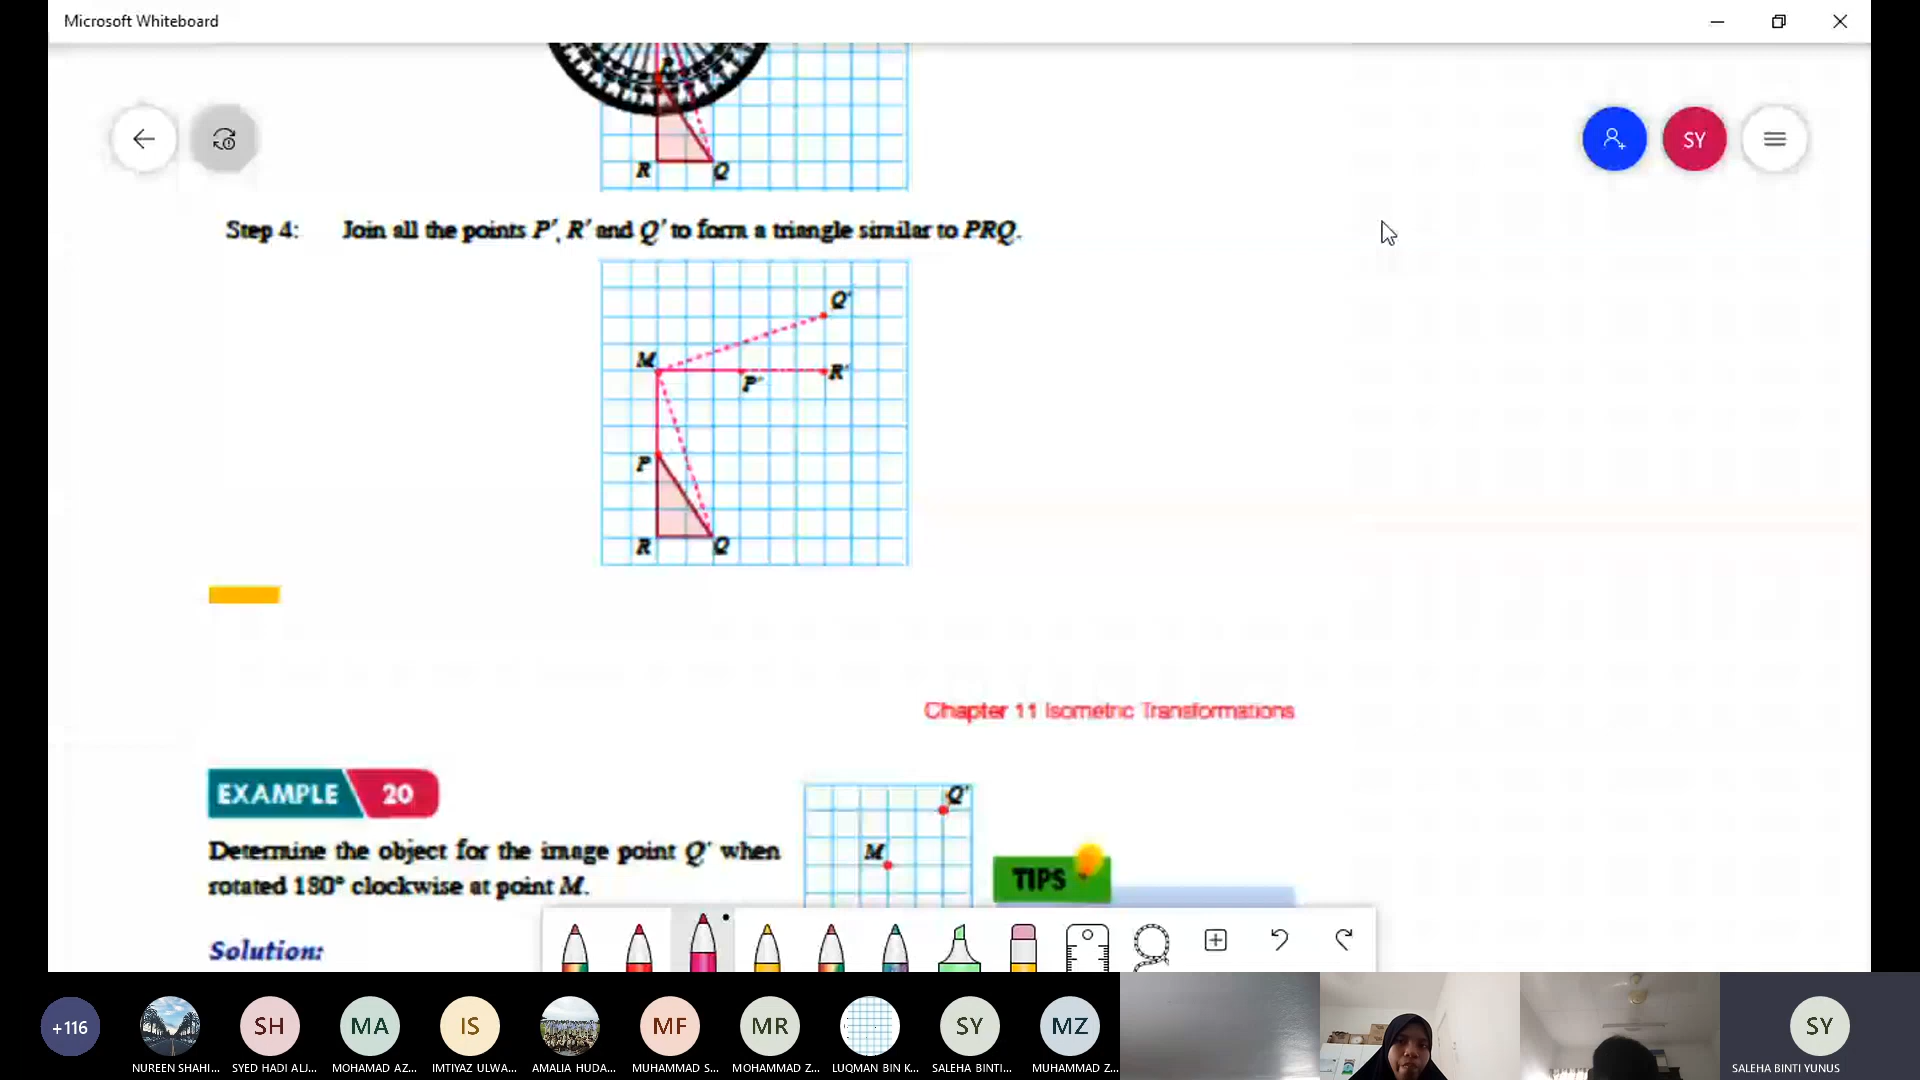 Microsoft Whiteboard
P
R
Q
SY
Step 4: Join all the points P′, R′ and Q′ to form a triangle similar to PRQ.
Q′
M
R′
P′
P
R
Q
Chapter 11 Isometric Transformations
EXAMPLE 20
Q′
Determine the object for the image point Q′ when
M
rotated 180° clockwise at point M.
TIPS
Solution:
+116
SH
MA
IS
MF
MR
SY
MZ
SY
NUREEN SHAHI...
SYED HADI ALJ...
MOHAMAD AZ...
IMTIYAZ ULWA...
AMALIA HUDA...
MUHAMMAD S...
MOHAMMAD Z...
LUQMAN BIN K...
SALEHA BINTI...
MUHAMMAD Z...
SALEHA BINTI YUNUS